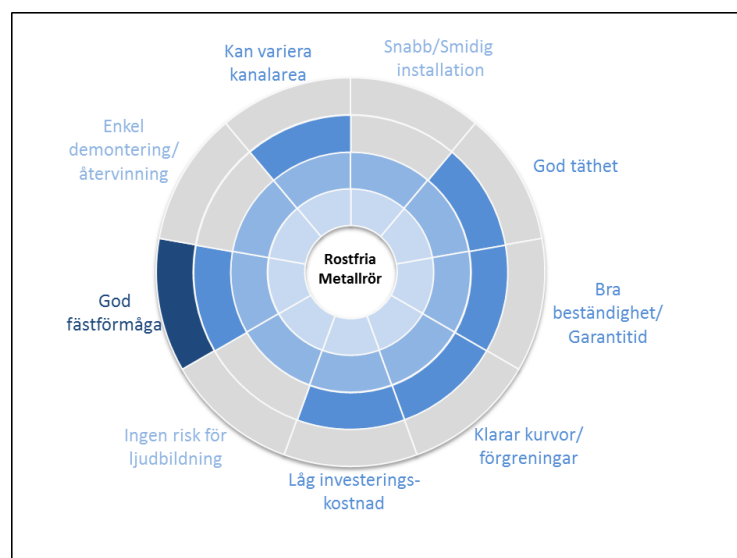 Snabb/Smidig
installation
God täthet
Bra
beständighet/
Garantitid
Klarar kurvor/
förgreningar
Låg investerings-
kostnad
Ingen risk för
ljudbildning
God
fästförmåga
Enkel
demontering/
återvinning
Kan variera
kanalarea
Rostfria
Metallrör